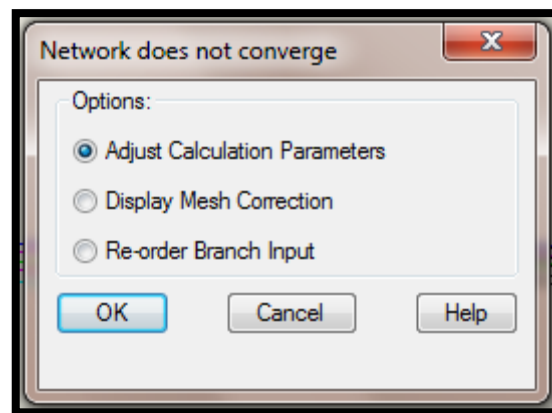 Network does not converge
Options:
Adjust Calculation Parameters
Display Mesh Correction
Re-order Branch Input
OK Cancel Help